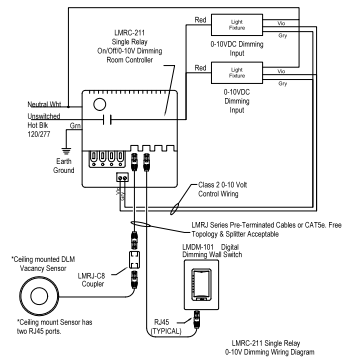 LMRC-211
Single Relay
On/Off/0-10V Dimming
Room Controller
Red
Light
Fixture
Vio
Gry
0-10VDC Dimming
Input
Red
Light
Fixture
Vio
Gry
0-10VDC
Dimming
Input
Neutral Wht
Unswitched
Hot Blk
120/277
Grn
Earth
Ground
Vio
Gry
Class 2 0-10 Volt
Control Wiring
LMRJ Series Pre-Terminated Cables or CAT5e. Free
Topology & Splitter Acceptable
LMDM-101 Digital
Dimming Wall Switch
*Ceiling mounted DLM
Vacancy Sensor
LMRJ-C8
Coupler
*Ceiling mount Sensor has
two RJ45 ports.
RJ45
(TYPICAL)
LMRC-211 Single Relay
0-10V Dimming Wiring Diagram